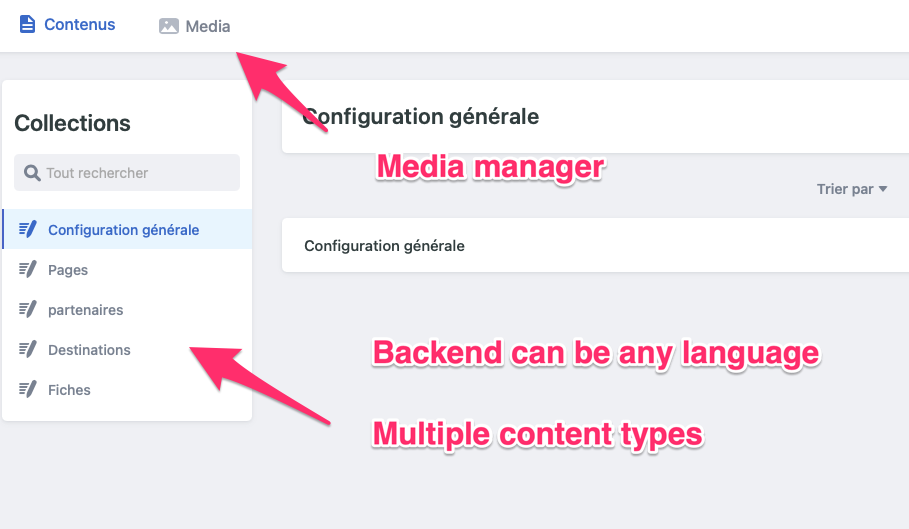 Contenus
Media
Collections
Tout rechercher
Configuration générale
Pages
partenaires
Destinations
Fiches
Configuration générale
Media manager
Trier par
Configuration générale
Backend can be any language
Multiple content types